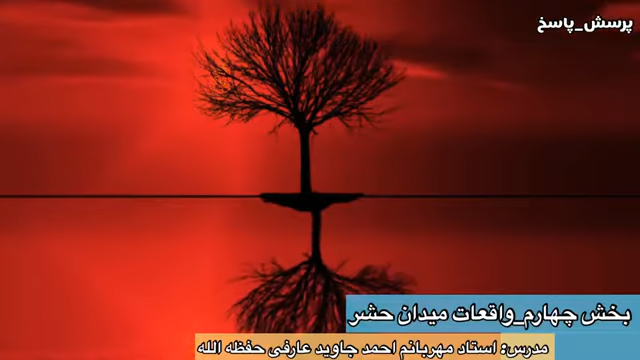 پرسش_پاسخ
بخش چهارم_واقعات میدان حشر
مدرس: استاد مهربانم احمد جاوید عارفی حفظه الله